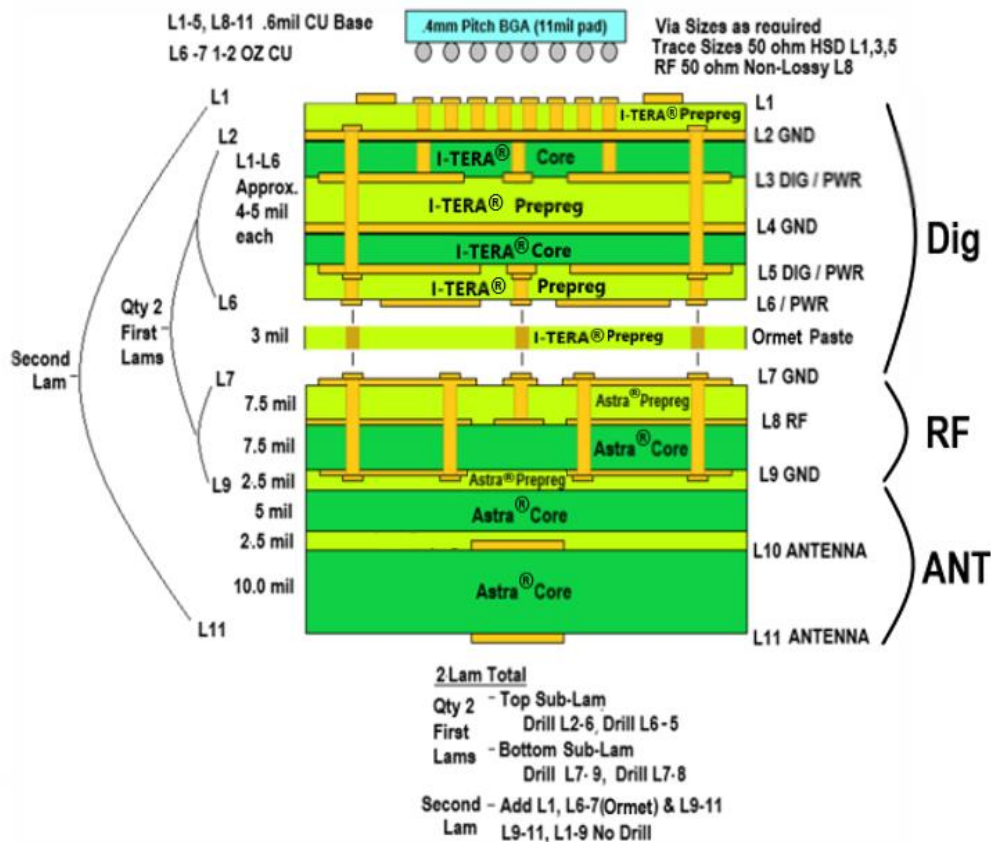 L1-5, L8-11 .6mil CU Base
L6 -7 1-2 OZ CU
.4mm Pitch BGA (11mil pad)
Via Sizes as required
Trace Sizes 50 ohm HSD L1,3,5
RF 50 ohm Non-Lossy L8
L1
L2
L1-L6
Approx.
4-5 mil
each
L6
Qty 2
First
Lams
3 mil
Second
Lam
L7
7.5 mil
7.5 mil
L9
2.5 mil
5 mil
2.5 mil
10.0 mil
L11
I-TERA® Prepreg
I-TERA® Core
I-TERA® Prepreg
I-TERA® Core
I-TERA® Prepreg
I-TERA® Prepreg
Astra® Prepreg
Astra® Core
Astra® Prepreg
Astra® Core
Astra® Core
L1
L2 GND
L3 DIG / PWR
L4 GND
L5 DIG / PWR
L6 / PWR
Ormet Paste
L7 GND
L8 RF
L9 GND
L10 ANTENNA
L11 ANTENNA
Dig
RF
ANT
2 Lam Total
Qty 2
First
Lams
- Top Sub-Lam
Drill L2-6, Drill L6-5
- Bottom Sub-Lam
Drill L7-9, Drill L7-8
Second
Lam
- Add L1, L6-7(Ormet) & L9-11
L9-11, L1-9 No Drill